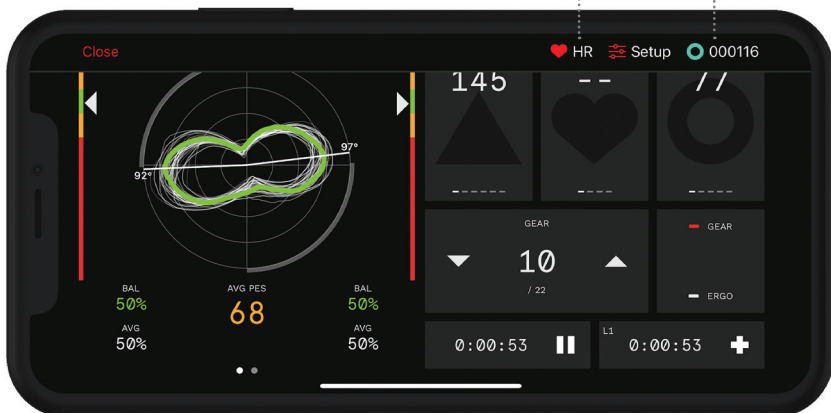 Close
HR
Setup
000116
92°
97°
BAL
50%
AVG
50%
AVG PES
68
BAL
50%
AVG
50%
145
--
77
GEAR
10
/ 22
GEAR
ERGO
0:00:53
L1
0:00:53